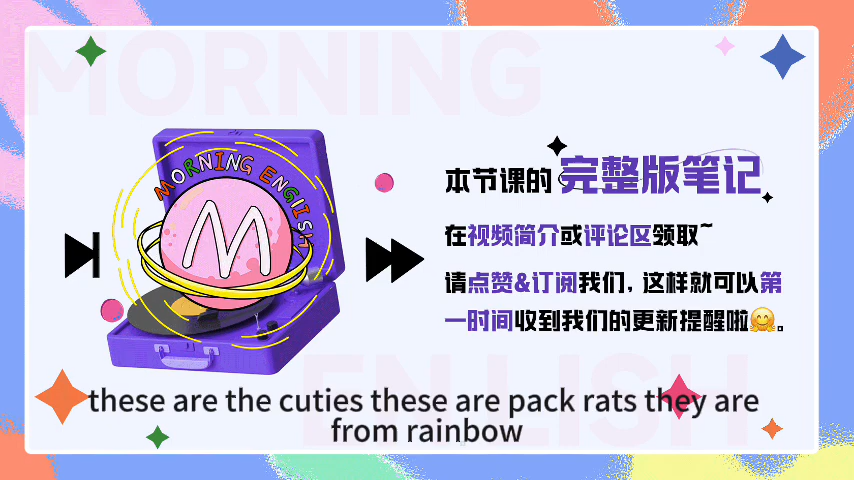 MORNING
MORNING ENGLISH
M
本节课的 完整版笔记
在视频简介或评论区领取~
请点赞&订阅我们，这样就可以第
一时间收到我们的更新提醒啦🤗。
ENGLISH
these are the cuties these are pack rats they are
from rainbow